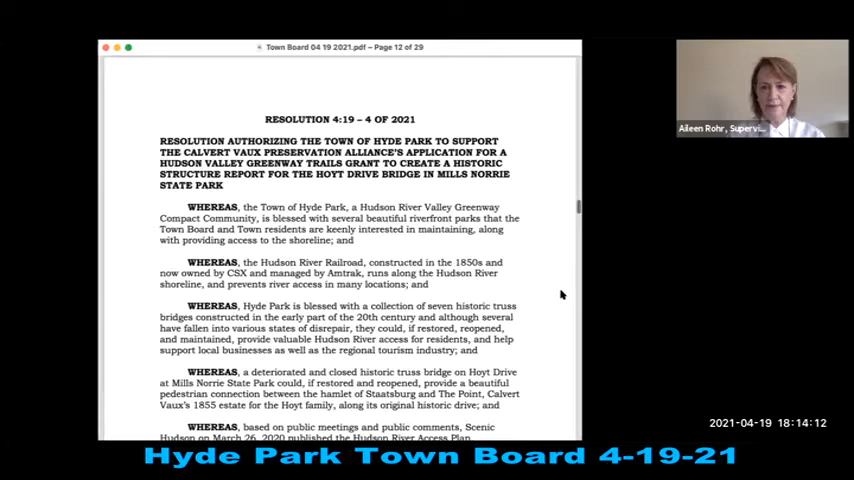 Town Board 04 19 2021.pdf – Page 12 of 29
RESOLUTION 4:19 – 4 OF 2021
RESOLUTION AUTHORIZING THE TOWN OF HYDE PARK TO SUPPORT
THE CALVERT VAUX PRESERVATION ALLIANCE'S APPLICATION FOR A
HUDSON VALLEY GREENWAY TRAILS GRANT TO CREATE A HISTORIC
STRUCTURE REPORT FOR THE HOYT DRIVE BRIDGE IN MILLS NORRIE
STATE PARK
WHEREAS, the Town of Hyde Park, a Hudson River Valley Greenway
Compact Community, is blessed with several beautiful riverfront parks that the
Town Board and Town residents are keenly interested in maintaining, along
with providing access to the shoreline; and
WHEREAS, the Hudson River Railroad, constructed in the 1850s and
now owned by CSX and managed by Amtrak, runs along the Hudson River
shoreline, and prevents river access in many locations; and
WHEREAS, Hyde Park is blessed with a collection of seven historic truss
bridges constructed in the early part of the 20th century and although several
have fallen into various states of disrepair, they could, if restored, reopened,
and maintained, provide valuable Hudson River access for residents, and help
support local businesses as well as the regional tourism industry; and
WHEREAS, a deteriorated and closed historic truss bridge on Hoyt Drive
at Mills Norrie State Park could, if restored and reopened, provide a beautiful
pedestrian connection between the hamlet of Staatsburg and The Point, Calvert
Vaux's 1855 estate for the Hoyt family, along its original historic drive; and
WHEREAS, based on public meetings and public comments, Scenic
Hudson on March 26, 2020 published the Hudson River Access Plan,
Aileen Rohr, Supervi...
2021-04-19 18:14:12
Hyde Park Town Board 4-19-21